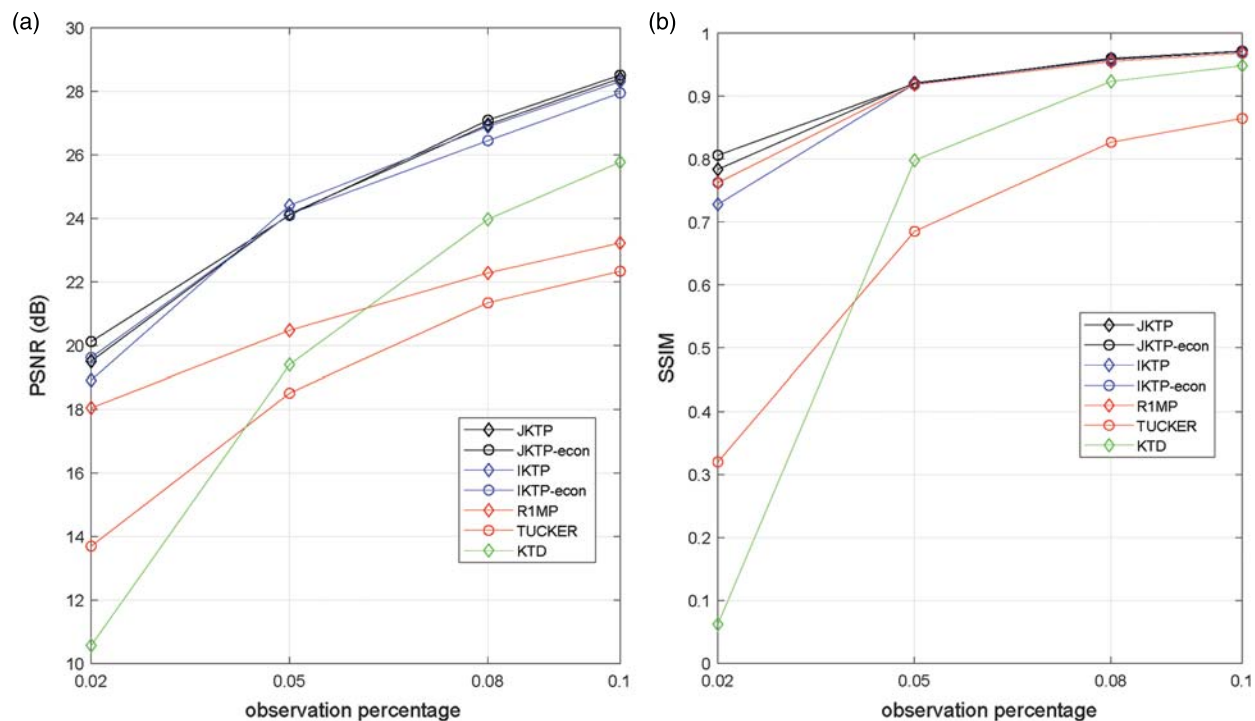 (a)
30
28
26
24
22
20
18
16
14
12
10
PSNR (dB)
0.02
0.05
0.08
0.1
observation percentage
JKTP
JKTP-econ
IKTP
IKTP-econ
R1MP
TUCKER
KTD
(b)
1
0.9
0.8
0.7
0.6
0.5
0.4
0.3
0.2
0.1
0
SSIM
0.02
0.05
0.08
0.1
observation percentage
JKTP
JKTP-econ
IKTP
IKTP-econ
R1MP
TUCKER
KTD